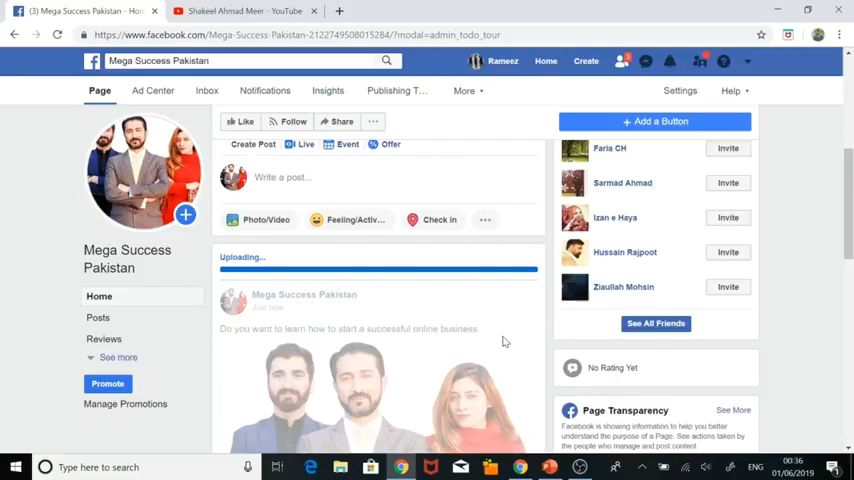 (3) Mega Success Pakistan - Hom
Shakeel Ahmad Meer - YouTube
https://www.facebook.com/Mega-Success-Pakistan-2122749508015284/?modal=admin_todo_tour
Mega Success Pakistan
Rameez
Home
Create
3
Page
Ad Center
Inbox
Notifications
Insights
Publishing T…
More
Settings
Help
Like
Follow
Share
+ Add a Button
Create Post
Live
Event
Offer
Write a post...
Photo/Video
Feeling/Activ…
Check in
Mega Success
Pakistan
Home
Posts
Reviews
See more
Promote
Manage Promotions
Uploading...
Mega Success Pakistan
Just now
Do you want to learn how to start a successful online business.
Faria CH
Invite
Sarmad Ahmad
Invite
Izan e Haya
Invite
Hussain Rajpoot
Invite
Ziaullah Mohsin
Invite
See All Friends
No Rating Yet
Page Transparency
See More
Facebook is showing information to help you better
understand the purpose of a Page. See actions taken by
the people who manage and post content.
Type here to search
ENG
00:36
01/06/2019